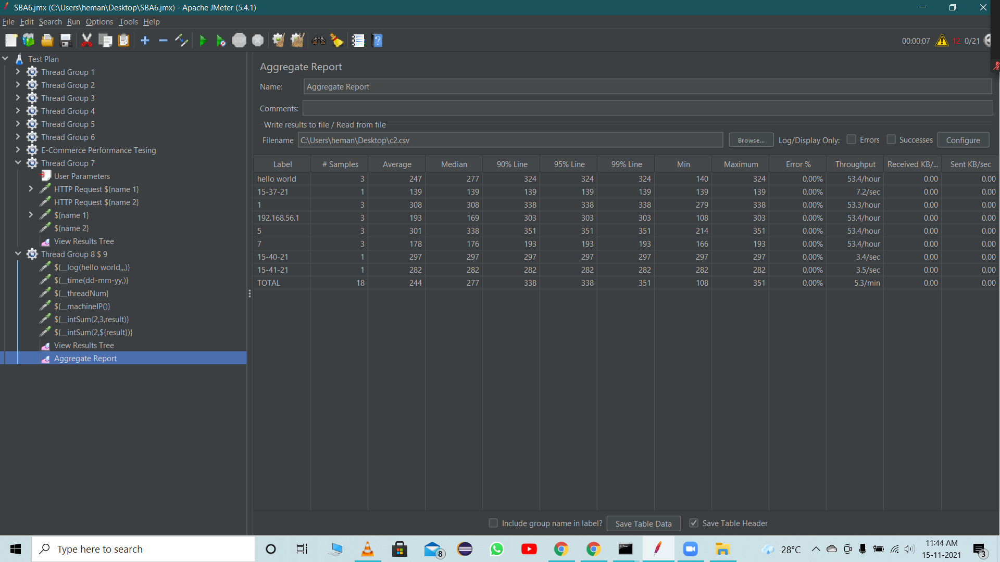 SBA6.jmx (C:\Users\heman\Desktop\SBA6.jmx) - Apache JMeter (5.4.1)
File Edit Search Run Options Tools Help
STOP 00:00:07 12 0/21
Test Plan
Thread Group 1
Thread Group 2
Thread Group 3
Thread Group 4
Thread Group 5
Thread Group 6
E-Commerce Performance Tesing
Thread Group 7
User Parameters
HTTP Request ${name 1}
HTTP Request ${name 2}
${name 1}
${name 2}
View Results Tree
Thread Group 8 $ 9
${__log(hello world,,,)}
${__time(dd-mm-yy,)}
${__threadNum}
${__machineIP()}
${__intSum(2,3,result)}
${__intSum(2,${result})}
View Results Tree
Aggregate Report
Aggregate Report
Name: Aggregate Report
Comments:
Write results to file / Read from file
Filename C:\Users\heman\Desktop\c2.csv Browse... Log/Display Only: Errors Successes Configure
Label # Samples Average Median 90% Line 95% Line 99% Line Min Maximum Error % Throughput Received KB/... Sent KB/sec
hello world 3 247 277 324 324 324 140 324 0.00% 53.4/hour 0.00 0.00
15-37-21 1 139 139 139 139 139 139 139 0.00% 7.2/sec 0.00 0.00
1 3 308 308 338 338 338 279 338 0.00% 53.3/hour 0.00 0.00
192.168.56.1 3 193 169 303 303 303 108 303 0.00% 53.4/hour 0.00 0.00
5 3 301 338 351 351 351 214 351 0.00% 53.4/hour 0.00 0.00
7 3 178 176 193 193 193 166 193 0.00% 53.4/hour 0.00 0.00
15-40-21 1 297 297 297 297 297 297 297 0.00% 3.4/sec 0.00 0.00
15-41-21 1 282 282 282 282 282 282 282 0.00% 3.5/sec 0.00 0.00
TOTAL 18 244 277 338 338 351 108 351 0.00% 5.3/min 0.00 0.00
Include group name in label? Save Table Data Save Table Header
Type here to search 8 28°C 11:44 AM
15-11-2021 3